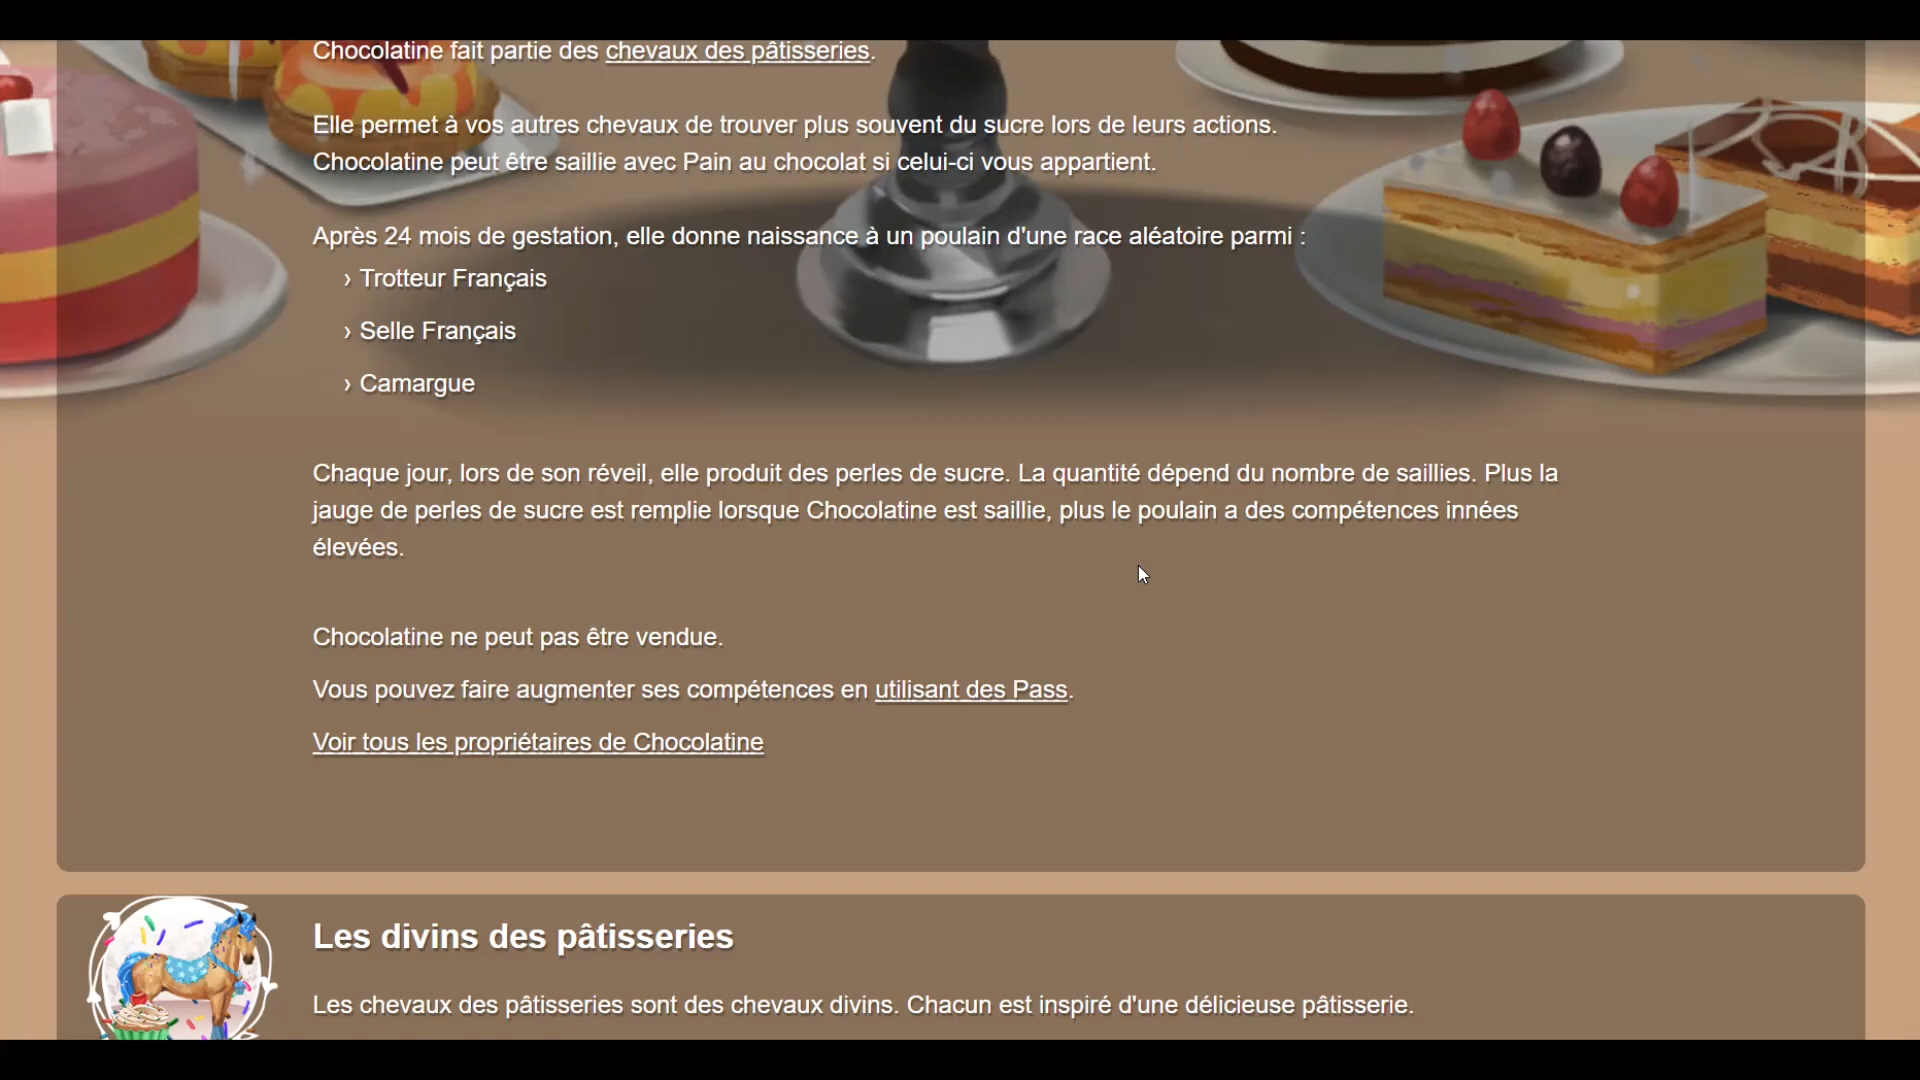 Chocolatine fait partie des chevaux des pâtisseries.
Elle permet à vos autres chevaux de trouver plus souvent du sucre lors de leurs actions.
Chocolatine peut être saillie avec Pain au chocolat si celui-ci vous appartient.
Après 24 mois de gestation, elle donne naissance à un poulain d'une race aléatoire parmi :
› Trotteur Français
› Selle Français
› Camargue
Chaque jour, lors de son réveil, elle produit des perles de sucre. La quantité dépend du nombre de saillies. Plus la
jauge de perles de sucre est remplie lorsque Chocolatine est saillie, plus le poulain a des compétences innées
élevées.
Chocolatine ne peut pas être vendue.
Vous pouvez faire augmenter ses compétences en utilisant des Pass.
Voir tous les propriétaires de Chocolatine
Les divins des pâtisseries
Les chevaux des pâtisseries sont des chevaux divins. Chacun est inspiré d'une délicieuse pâtisserie.